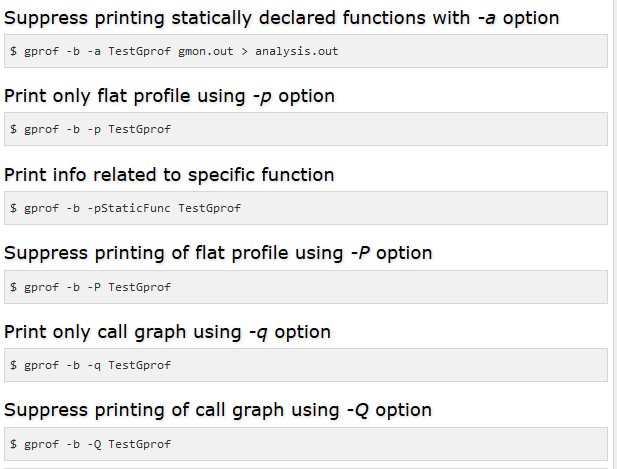 Suppress printing statically declared functions with -a option
$ gprof -b -a TestGprof gmon.out > analysis.out
Print only flat profile using -p option
$ gprof -b -p TestGprof
Print info related to specific function
$ gprof -b -pStaticFunc TestGprof
Suppress printing of flat profile using -P option
$ gprof -b -P TestGprof
Print only call graph using -q option
$ gprof -b -q TestGprof
Suppress printing of call graph using -Q option
$ gprof -b -Q TestGprof